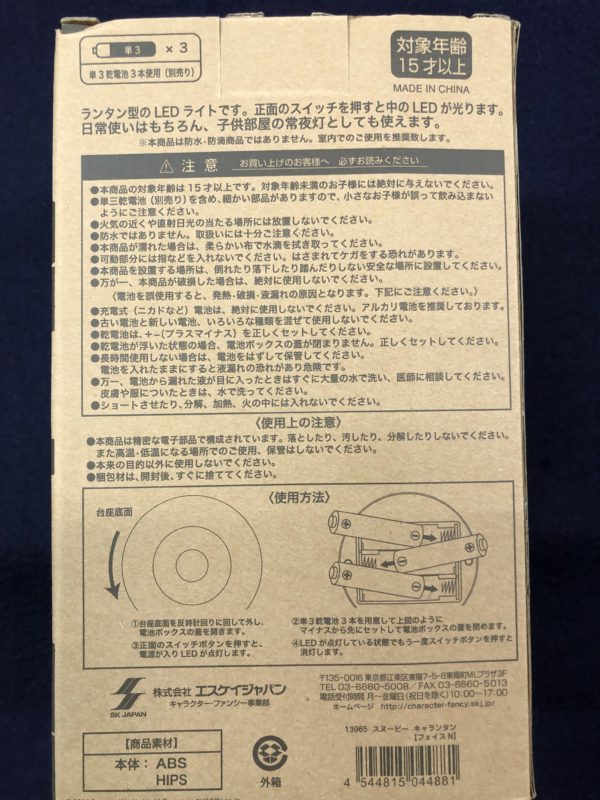 単3 × 3
単3乾電池3本使用（別売り）
対象年齢
15才以上
MADE IN CHINA
ランタン型のLEDライトです。正面のスイッチを押すと中のLEDが光ります。
日常使いはもちろん、子供部屋の常夜灯としても使えます。
※本商品は防水・防滴商品ではありません。室内でのご使用を推奨致します。
⚠ 注意 お買い上げのお客様へ 必ずお読みください
●本商品の対象年齢は15才以上です。対象年齢未満のお子様には絶対に与えないでください。
●単三乾電池（別売り）を含め、細かい部品がありますので、小さなお子様が誤って飲み込まない
ようにご注意ください。
●火気の近くや直射日光の当たる場所には放置しないでください。
●防水ではありません。取扱いには十分ご注意ください。
●本商品が濡れた場合は、柔らかい布で水滴を拭き取ってください。
●可動部分には指などを入れないでください。はさまれてケガをする恐れがあります。
●本商品を設置する場所は、倒れたり落下したり踏んだりしない安全な場所に設置してください。
●万が一、本商品が破損した場合は、絶対に使用しないでください。
〈電池を誤使用すると、発熱・破損・液漏れの原因となります。下記にご注意ください。〉
●充電式（ニカドなど）電池は、絶対に使用しないでください。アルカリ電池を推奨しております。
●古い電池と新しい電池、いろいろな種類を混ぜて使用しないでください。
●乾電池は、+－（プラスマイナス）を正しくセットしてください。
●乾電池が浮いた状態の場合、電池ボックスの蓋が閉まりません。正しくセットしてください。
●長時間使用しない場合は、電池をはずして保管してください。
電池を入れたままにすると液漏れの恐れがあり危険です。
●万一、電池から漏れた液が目に入ったときはすぐに大量の水で洗い、医師に相談してください。
皮膚や服についたときは、水で洗ってください。
●ショートさせたり、分解、加熱、火の中には入れないでください。
〈使用上の注意〉
●本商品は精密な電子部品で構成されています。落としたり、汚したり、分解したりしないでください。
また高温・低温になる場所でのご使用、保管はしないでください。
●本来の目的以外に使用しないでください。
●梱包材は、開封後、すぐに捨ててください。
〈使用方法〉
台座底面
①台座底面を反時計回りに回して外し、
電池ボックスの蓋を開きます。
②単3乾電池3本を用意して上図のように
マイナスから先にセットして電池ボックスの蓋を閉めます。
③正面のスイッチボタンを押すと、
電源が入りLEDが点灯します。
④LEDが点灯している状態でもう一度スイッチボタンを押すと
消灯します。
SK JAPAN
株式会社 エスケイジャパン
キャラクター・ファンシー事業部
〒135-0016 東京都江東区東陽7-5-8東陽町MLプラザ3F
TEL 03-6660-5008／FAX 03-6660-5013
電話受付時間 月〜金曜日(祝日を除く)10:00〜17:00
ホームページ http://character-fancy.skj.jp/
【商品素材】
本体：ABS
HIPS
外箱
13965 スヌーピー キャランタン
【フェイスN】
4 544815 044881